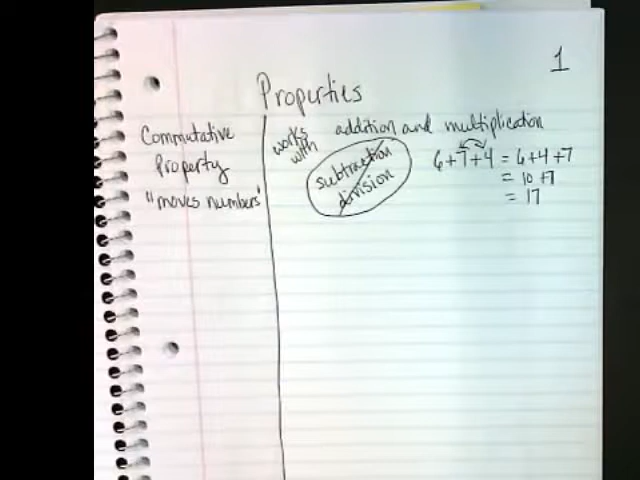 1
Properties
Commutative
Property
"moves numbers"
works
with
addition and multiplication
subtraction
division
6+7+4 = 6+4+7
= 10+7
= 17